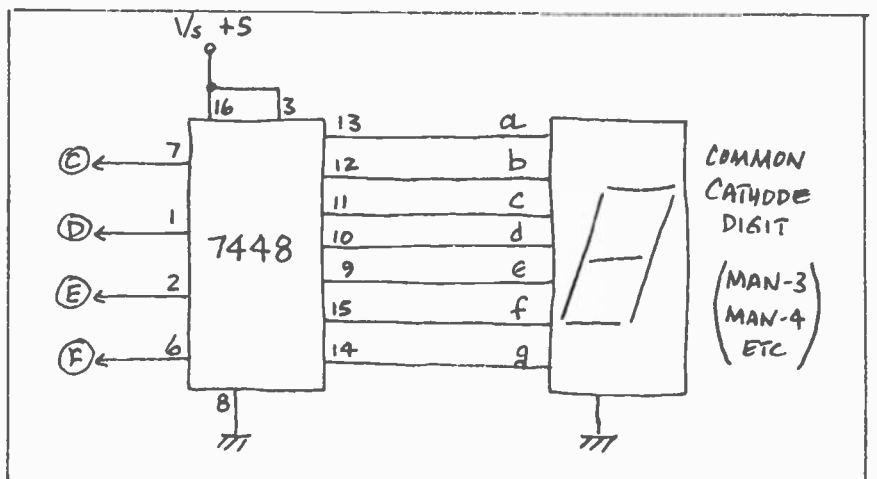 Vs +5
16 3
C 7
D 1
E 2
F 6
7448
8
13 a
12 b
11 c
10 d
9 e
15 f
14 g
COMMON
CATHODE
DIGIT
(MAN-3
MAN-4
ETC)